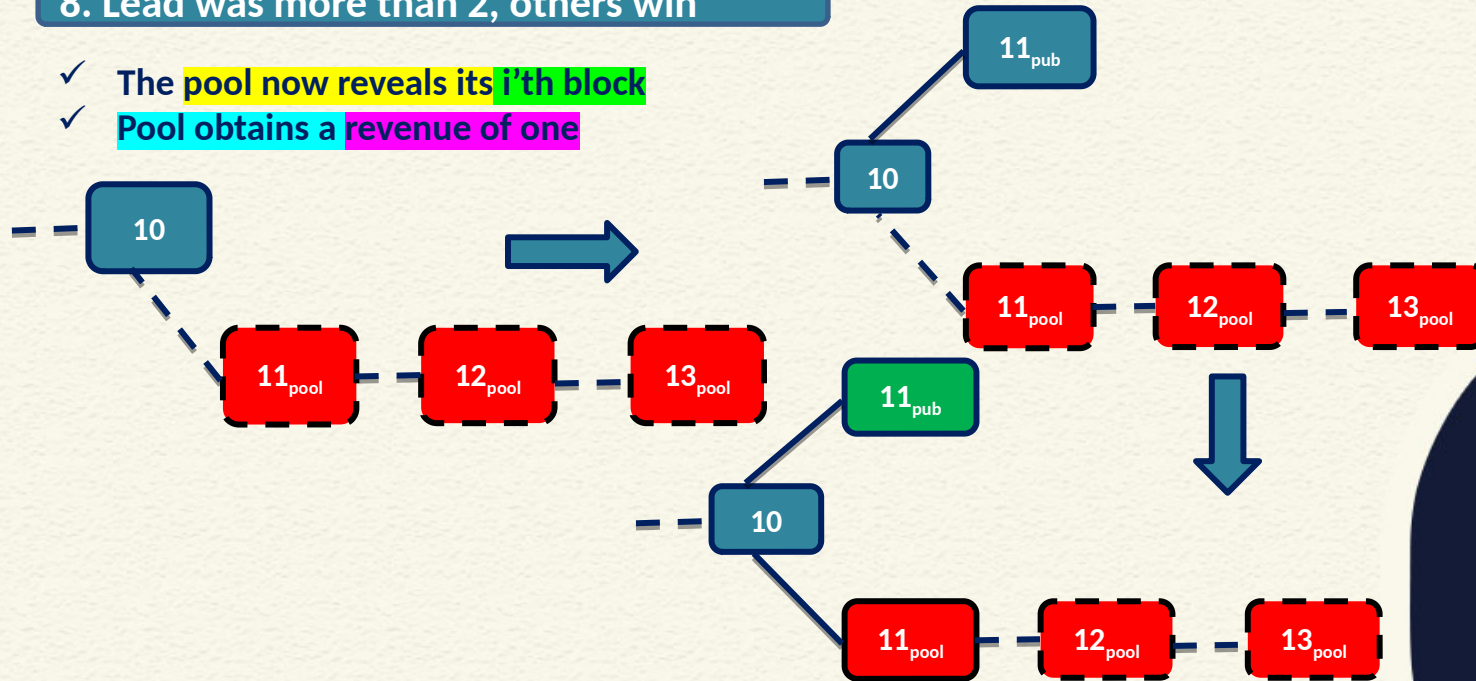 8. Lead was more than 2, others win
✓ The pool now reveals its i’th block
✓ Pool obtains a revenue of one
10
11pool
12pool
13pool
11pub
10
11pool
12pool
13pool
11pub
10
11pool
12pool
13pool